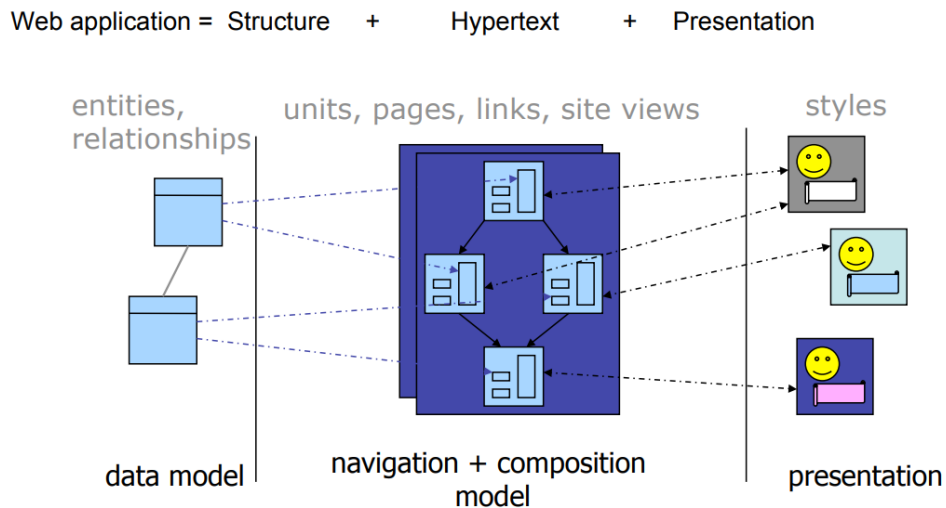 Web application = Structure + Hypertext + Presentation
entities,
relationships
units, pages, links, site views
styles
data model
navigation + composition
model
presentation